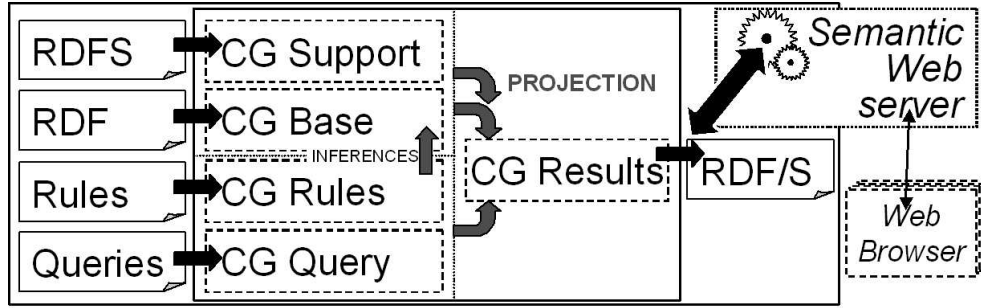 RDFS
CG Support
RDF
CG Base
INFERENCES
Rules
CG Rules
Queries
CG Query
PROJECTION
CG Results
RDF/S
Semantic
Web
server
Web
Browser